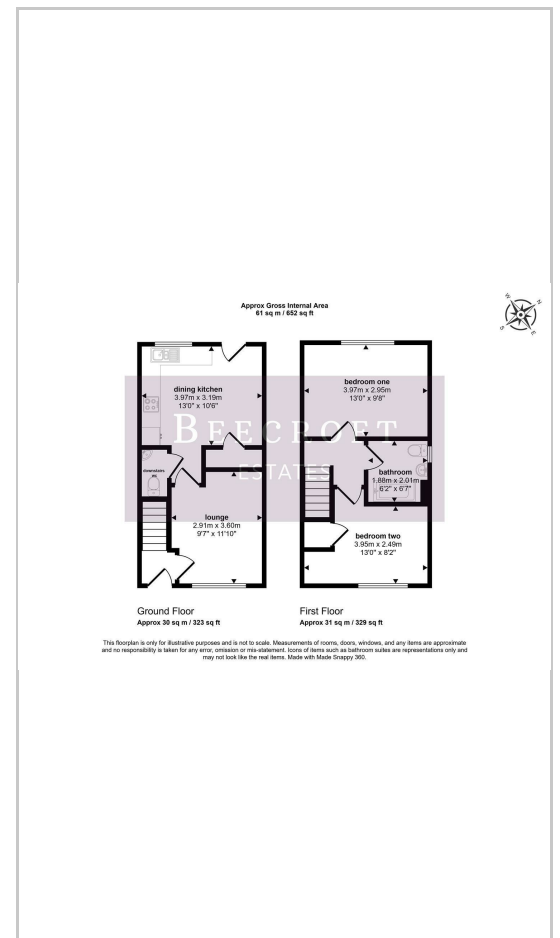 Approx Gross Internal Area
61 sq m / 652 sq ft
W
N
S
E
dining kitchen
3.97m x 3.19m
13'0" x 10'6"
bedroom one
3.97m x 2.95m
13'0" x 9'8"
BEECROFT
ESTATES
downstairs
bathroom
1.88m x 2.01m
6'2" x 6'7"
lounge
2.91m x 3.60m
9'7" x 11'10"
bedroom two
3.95m x 2.49m
13'0" x 8'2"
Ground Floor
Approx 30 sq m / 323 sq ft
First Floor
Approx 31 sq m / 329 sq ft
This floorplan is only for illustrative purposes and is not to scale. Measurements of rooms, doors, windows, and any items are approximate
and no responsibility is taken for any error, omission or mis-statement. Icons of items such as bathroom suites are representations only and
may not look like the real items. Made with Made Snappy 360.